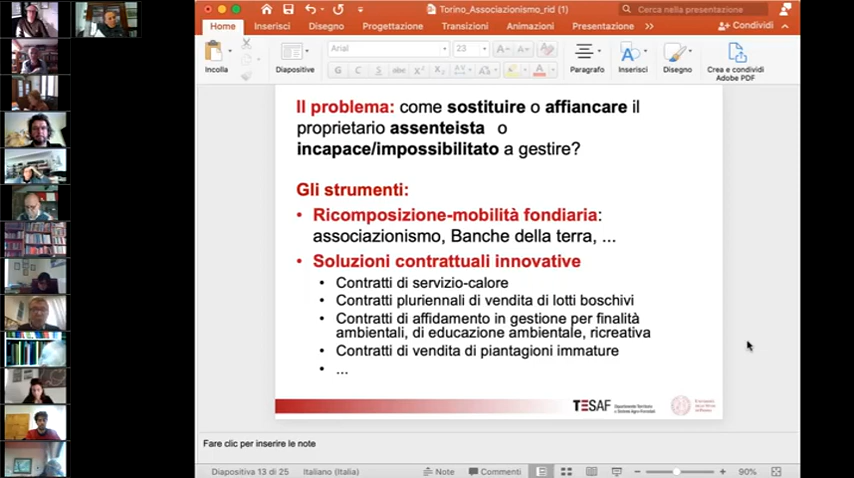 Torino_Associazionismo_rid (1)
Cerca nella presentazione
Home Inserisci Disegno Progettazione Transizioni Animazioni Presentazione
Condividi
Arial 23
Incolla Diapositive Paragrafo Inserisci Disegno Crea e condividi
Adobe PDF
G C S abc X² X₂
Il problema: come sostituire o affiancare il
proprietario assenteista o
incapace/impossibilitato a gestire?
Gli strumenti:
• Ricomposizione-mobilità fondiaria:
associazionismo, Banche della terra, ...
• Soluzioni contrattuali innovative
• Contratti di servizio-calore
• Contratti pluriennali di vendita di lotti boschivi
• Contratti di affidamento in gestione per finalità
ambientali, di educazione ambientale, ricreativa
• Contratti di vendita di piantagioni immature
• ...
TESAF
Fare clic per inserire le note
Diapositiva 13 di 25 Italiano (Italia) Note Commenti 90%